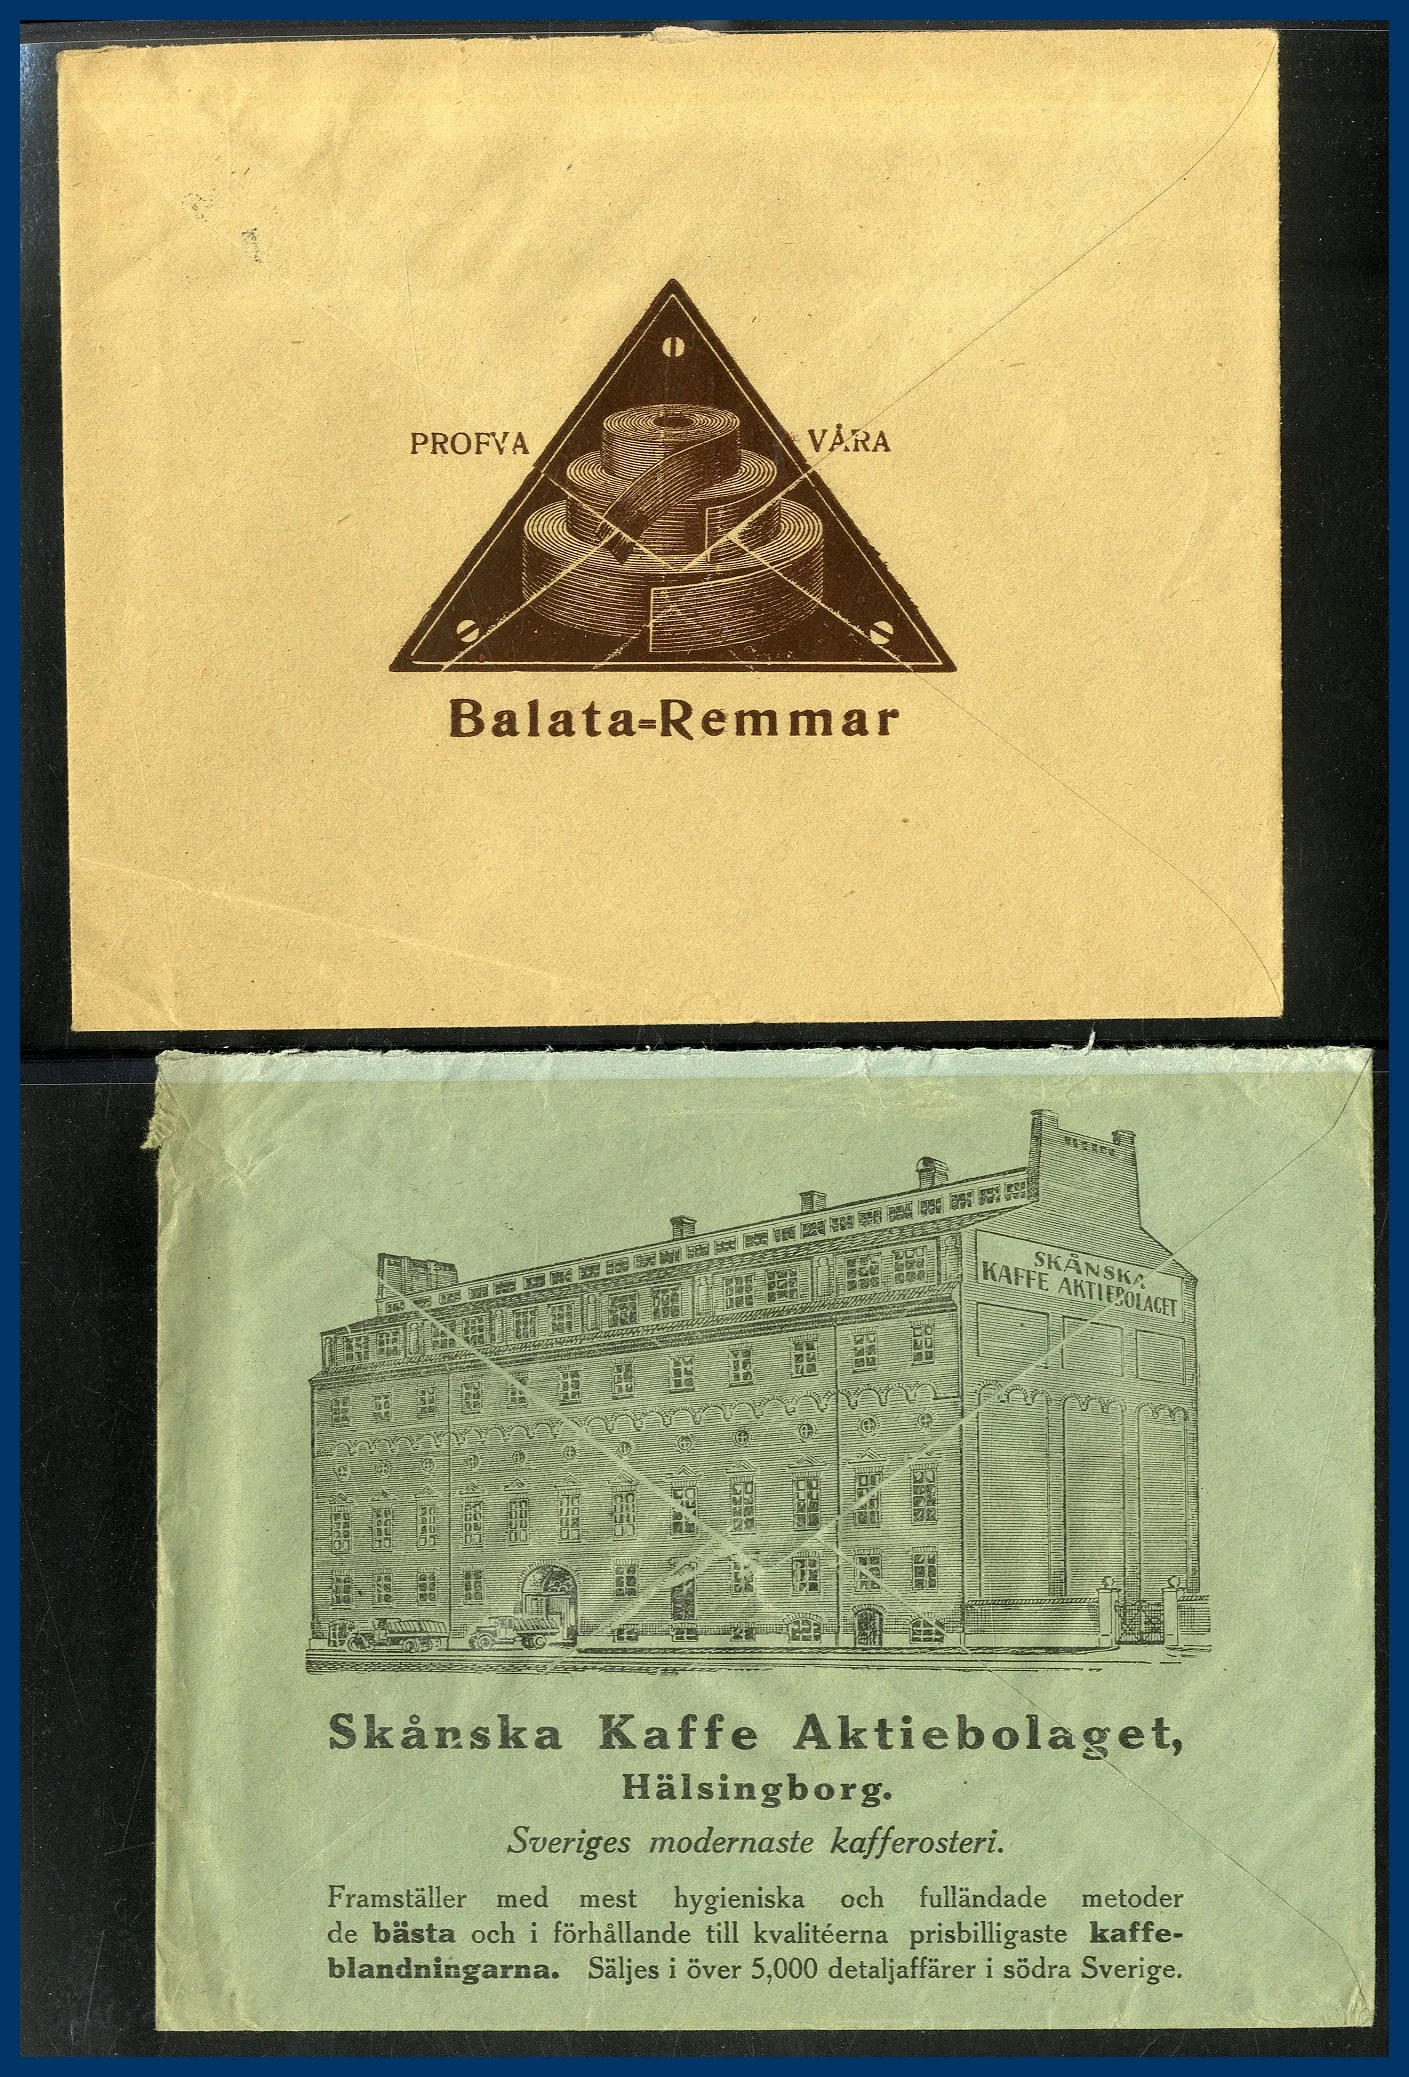 PROFVA VÅRA
Balata-Remmar
SKÅNSKA
KAFFE AKTIEBOLAGET
Skånska Kaffe Aktiebolaget,
Hälsingborg.
Sveriges modernaste kafferosteri.
Framställer med mest hygieniska och fulländade metoder
de bästa och i förhållande till kvalitéerna prisbilligaste kaffe-
blandningarna. Säljes i över 5,000 detaljaffärer i södra Sverige.